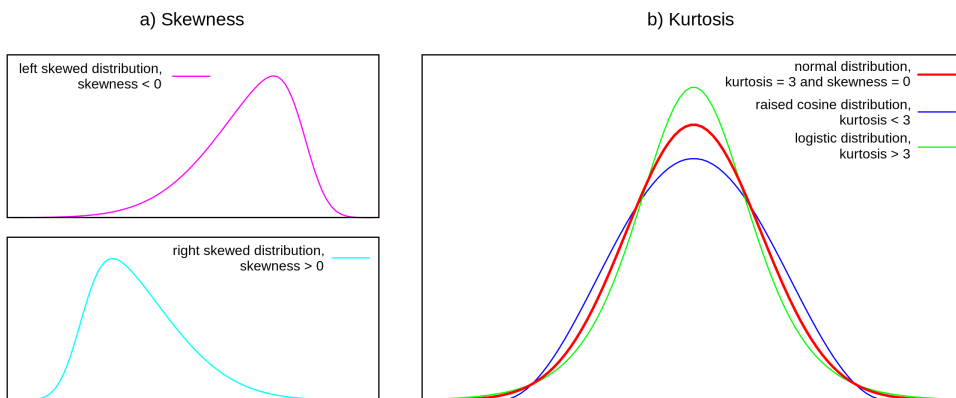 a) Skewness
left skewed distribution,
skewness < 0
right skewed distribution,
skewness > 0
b) Kurtosis
normal distribution,
kurtosis = 3 and skewness = 0
raised cosine distribution,
kurtosis < 3
logistic distribution,
kurtosis > 3